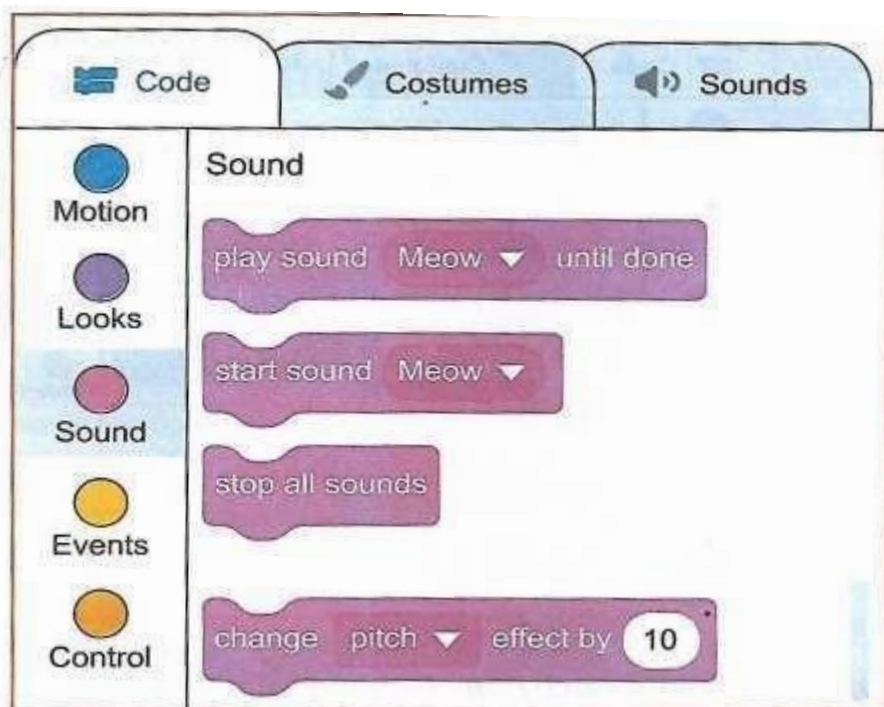 Code Costumes Sounds
Sound
Motion
play sound Meow until done
Looks
start sound Meow
Sound
stop all sounds
Events
change pitch effect by 10
Control